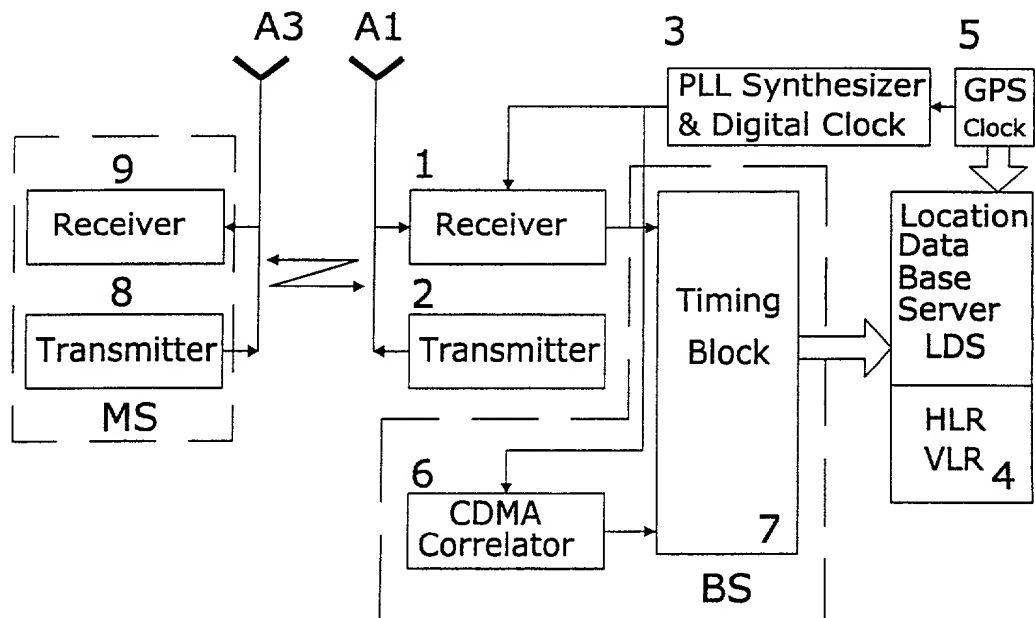 A3
A1
3
5
PLL Synthesizer
& Digital Clock
GPS
Clock
9
Receiver
1
Receiver
Location
Data
Base
Server
LDS
8
Transmitter
2
Transmitter
Timing
Block
MS
HLR
VLR
4
6
CDMA
Correlator
7
BS